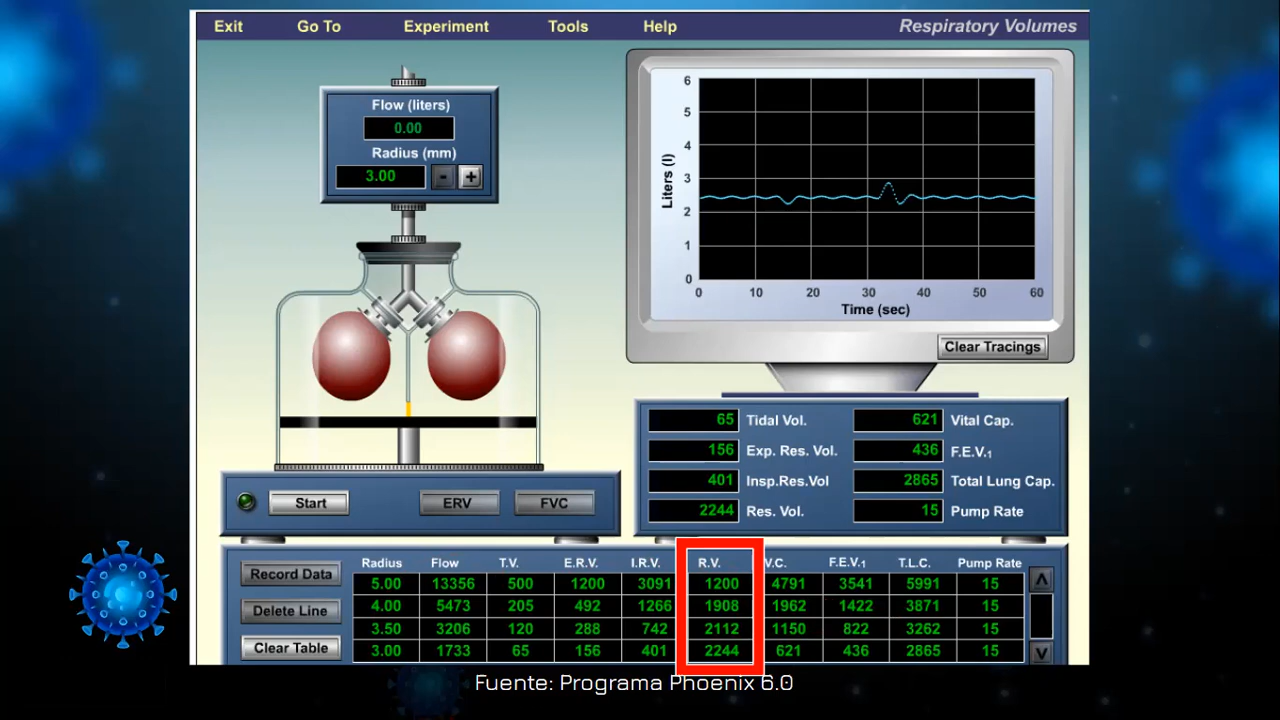 Exit Go To Experiment Tools Help Respiratory Volumes
Flow (liters)
0.00
Radius (mm)
3.00 - +
6
5
4
3
2
1
0
Liters (l)
0 10 20 30 40 50 60
Time (sec)
Clear Tracings
65 Tidal Vol. 621 Vital Cap.
156 Exp. Res. Vol. 436 F.E.V.₁
401 Insp.Res.Vol 2865 Total Lung Cap.
2244 Res. Vol. 15 Pump Rate
Start ERV FVC
Record Data
Delete Line
Clear Table
Radius Flow T.V. E.R.V. I.R.V. R.V. V.C. F.E.V.₁ T.L.C. Pump Rate
5.00 13356 500 1200 3091 1200 4791 3541 5991 15
4.00 5473 205 492 1266 1908 1962 1422 3871 15
3.50 3206 120 288 742 2112 1150 822 3262 15
3.00 1733 65 156 401 2244 621 436 2865 15
Fuente: Programa Phoenix 6.0